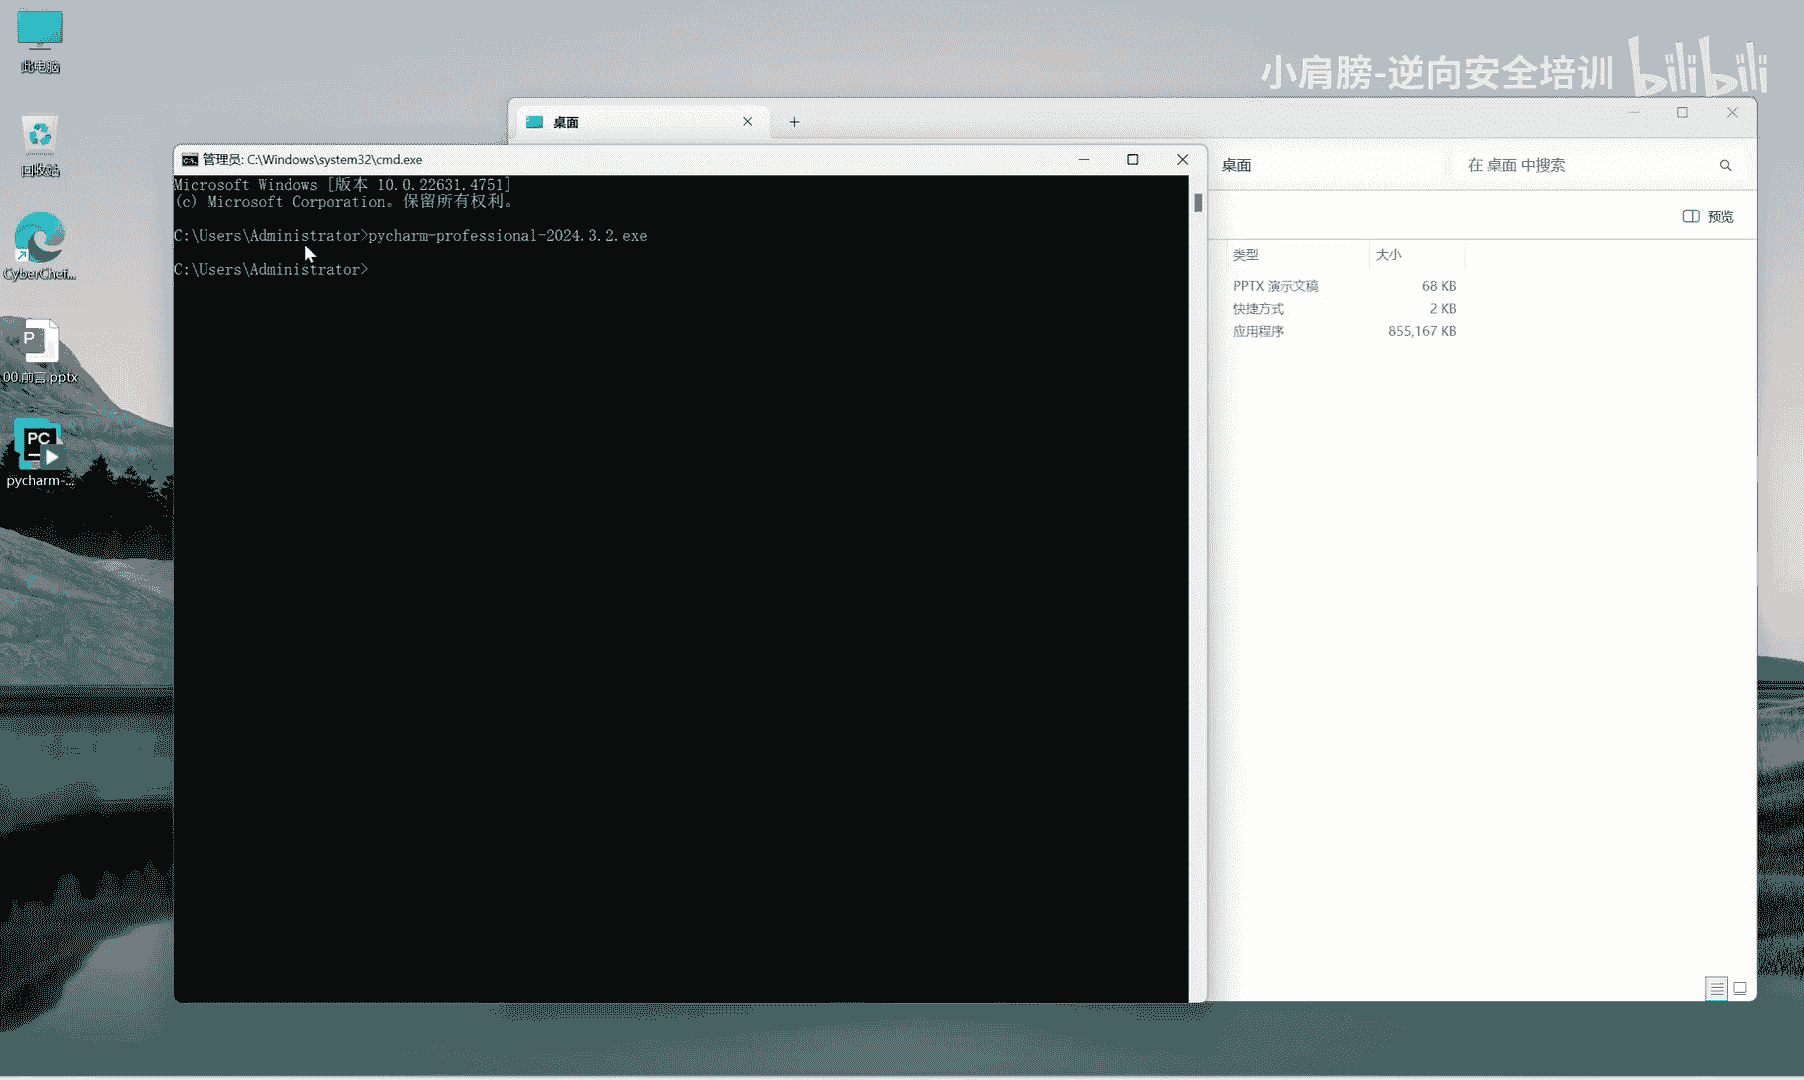 此电脑
回收站
CyberChef...
00.前言.pptx
PC
pycharm-...
小肩膀-逆向安全培训 bilibili
桌面
管理员: C:\Windows\system32\cmd.exe
Microsoft Windows [版本 10.0.22631.4751]
(c) Microsoft Corporation。保留所有权利。
C:\Users\Administrator>pycharm-professional-2024.3.2.exe
C:\Users\Administrator>
桌面
在 桌面 中搜索
预览
类型 大小
PPTX 演示文稿 68 KB
快捷方式 2 KB
应用程序 855,167 KB